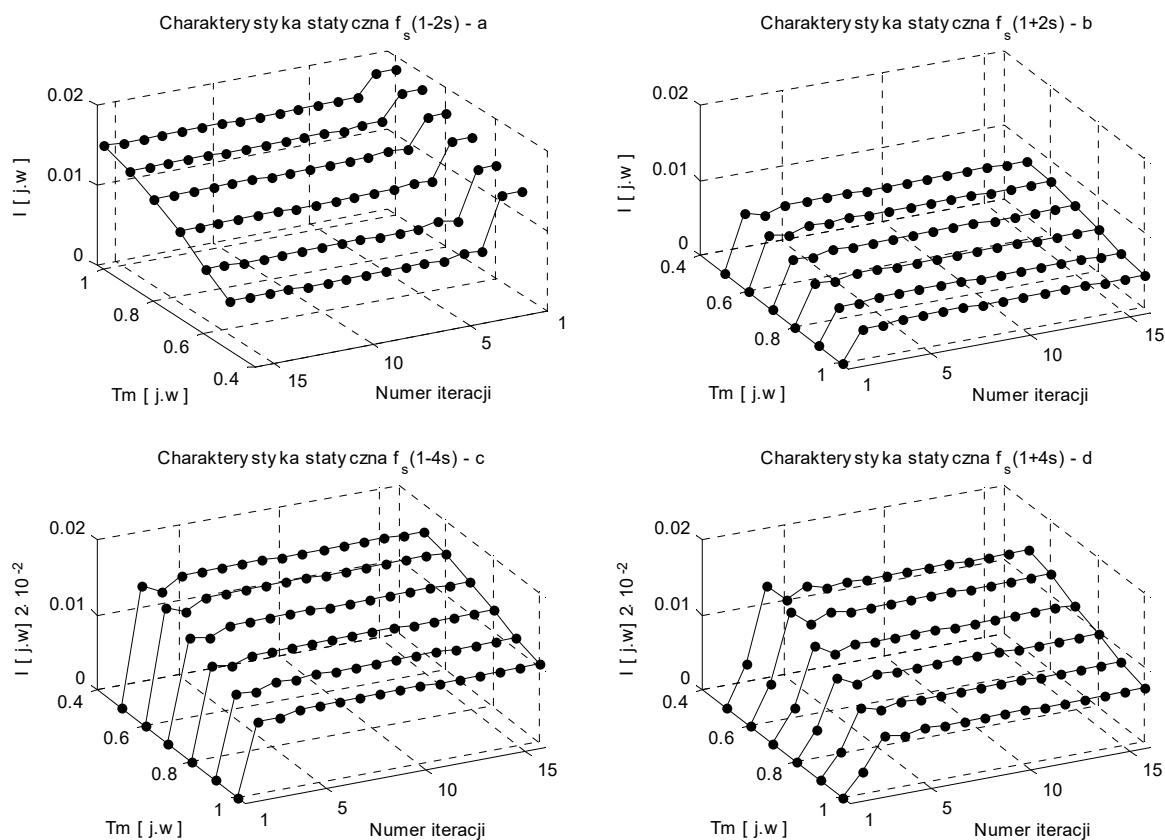 Charakterystyka statyczna f_s(1-2s) - a
0.02
0.01
0
I [ j.w ]
1
0.8
0.6
0.4
Tm [ j.w ]
15
10
5
1
Numer iteracji
Charakterystyka statyczna f_s(1+2s) - b
0.02
0.01
0
I [ j.w ]
0.4
0.6
0.8
1
Tm [ j.w ]
1
5
10
15
Numer iteracji
Charakterystyka statyczna f_s(1-4s) - c
0.02
0.01
0
I [ j.w] 2 10^-2
0.4
0.6
0.8
1
Tm [ j.w ]
1
5
10
15
Numer iteracji
Charakterystyka statyczna f_s(1+4s) - d
0.02
0.01
0
I [ j.w] 2 10^-2
0.4
0.6
0.8
1
Tm [ j.w ]
1
5
10
15
Numer iteracji